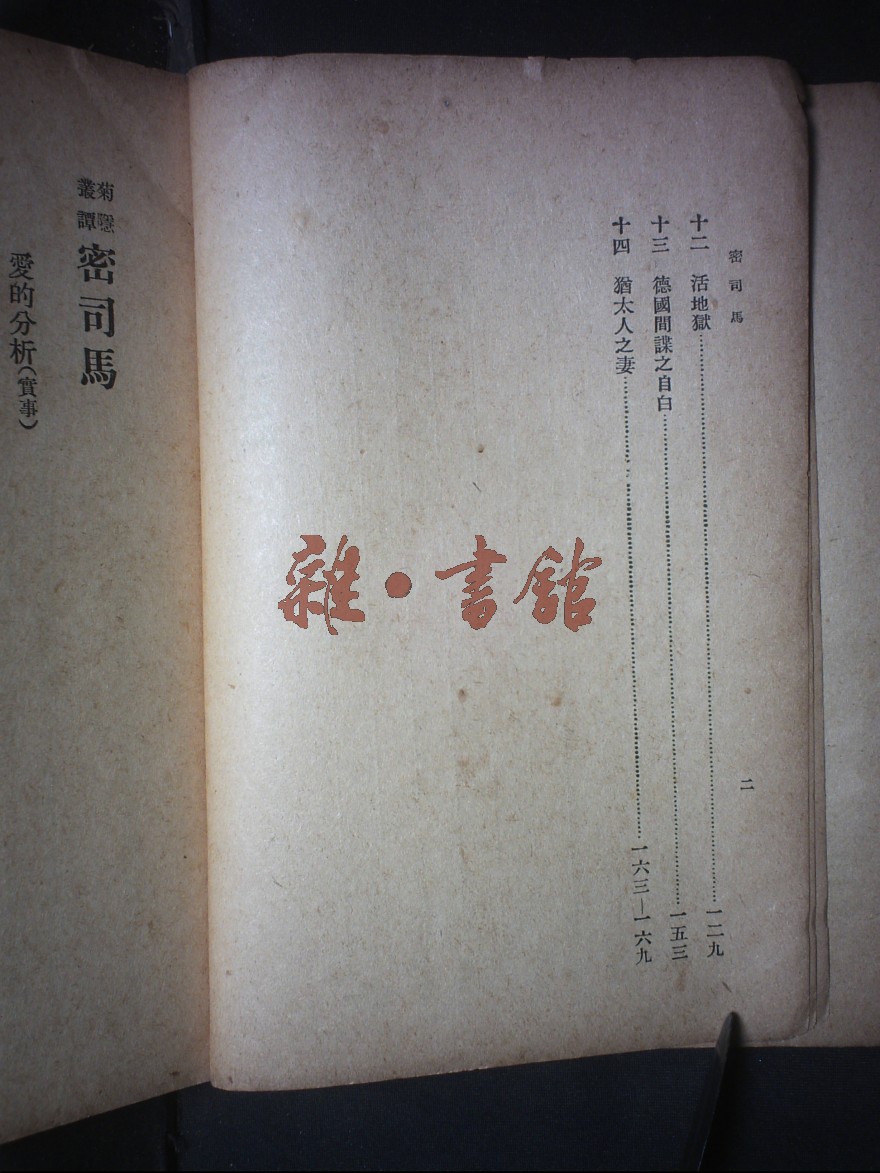 密司馬
二
十二 活地獄……一二九
十三 德國間諜之自白……一五三
十四 猶太人之妻……一六三—一六九
雜·書館
菊隱
叢譚
密司馬
愛的分析(實事)